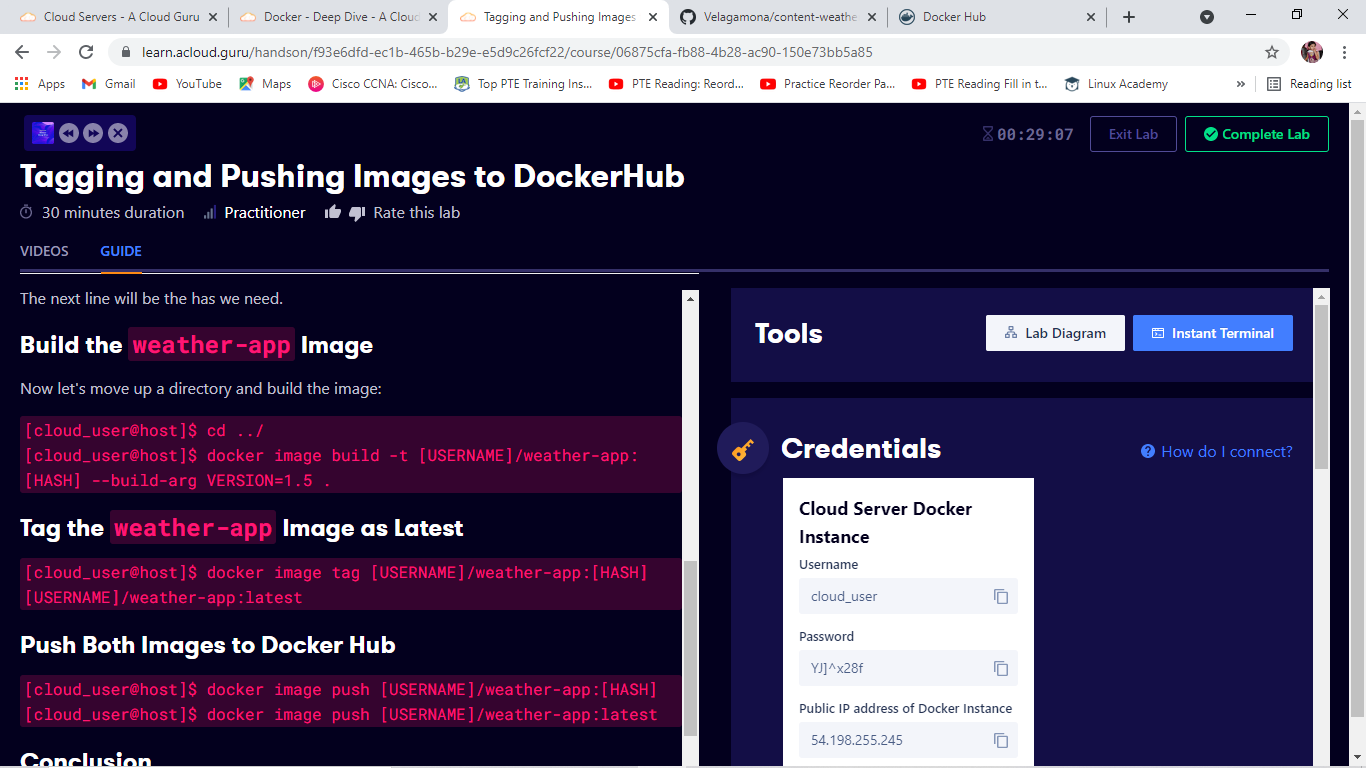 Cloud Servers - A Cloud Guru
Docker - Deep Dive - A Cloud
Tagging and Pushing Images
Velagamona/content-weathe
Docker Hub
learn.acloud.guru/handson/f93e6dfd-ec1b-465b-b29e-e5d9c26fcf22/course/06875cfa-fb88-4b28-ac90-150e73bb5a85
Apps
Gmail
YouTube
Maps
Cisco CCNA: Cisco...
Top PTE Training Ins...
PTE Reading: Reord...
Practice Reorder Pa...
PTE Reading Fill in t...
Linux Academy
»
Reading list
00:29:07
Exit Lab
Complete Lab
Tagging and Pushing Images to DockerHub
30 minutes duration
Practitioner
Rate this lab
VIDEOS
GUIDE
The next line will be the has we need.
Build the weather-app Image
Now let's move up a directory and build the image:
[cloud_user@host]$ cd ../
[cloud_user@host]$ docker image build -t [USERNAME]/weather-app:
[HASH] --build-arg VERSION=1.5 .
Tag the weather-app Image as Latest
[cloud_user@host]$ docker image tag [USERNAME]/weather-app:[HASH]
[USERNAME]/weather-app:latest
Push Both Images to Docker Hub
[cloud_user@host]$ docker image push [USERNAME]/weather-app:[HASH]
[cloud_user@host]$ docker image push [USERNAME]/weather-app:latest
Conclusion
Tools
Lab Diagram
Instant Terminal
Credentials
How do I connect?
Cloud Server Docker
Instance
Username
cloud_user
Password
YJ]^x28f
Public IP address of Docker Instance
54.198.255.245